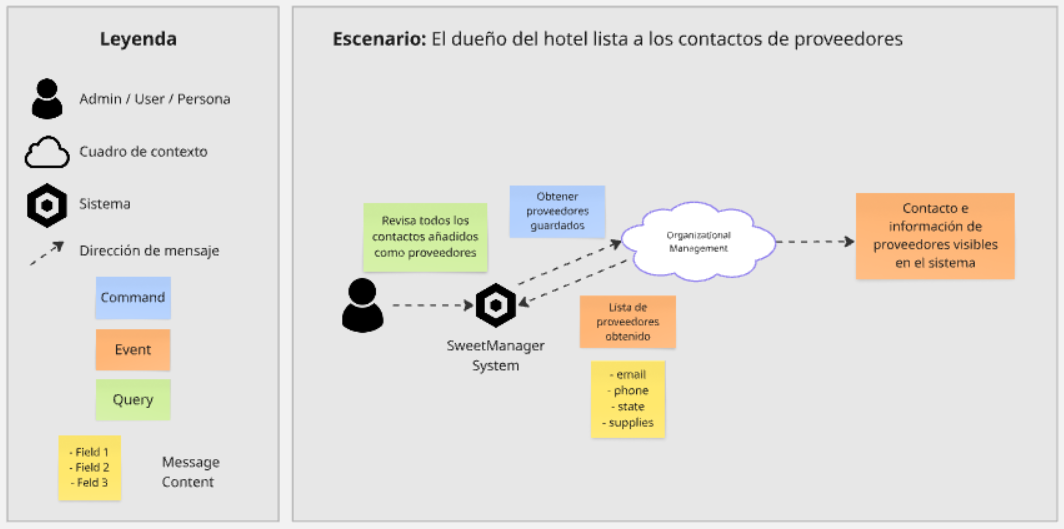 Leyenda
Admin / User / Persona
Cuadro de contexto
Sistema
Dirección de mensaje
Command
Event
Query
- Field 1
- Field 2
- Feld 3
Message
Content
Escenario: El dueño del hotel lista a los contactos de proveedores
Revisa todos los
contactos añadidos
como proveedores
Obtener
proveedores
guardados
Organizational
Management
Contacto e
información de
proveedores visibles
en el sistema
SweetManager
System
Lista de
proveedores
obtenido
- email
- phone
- state
- supplies